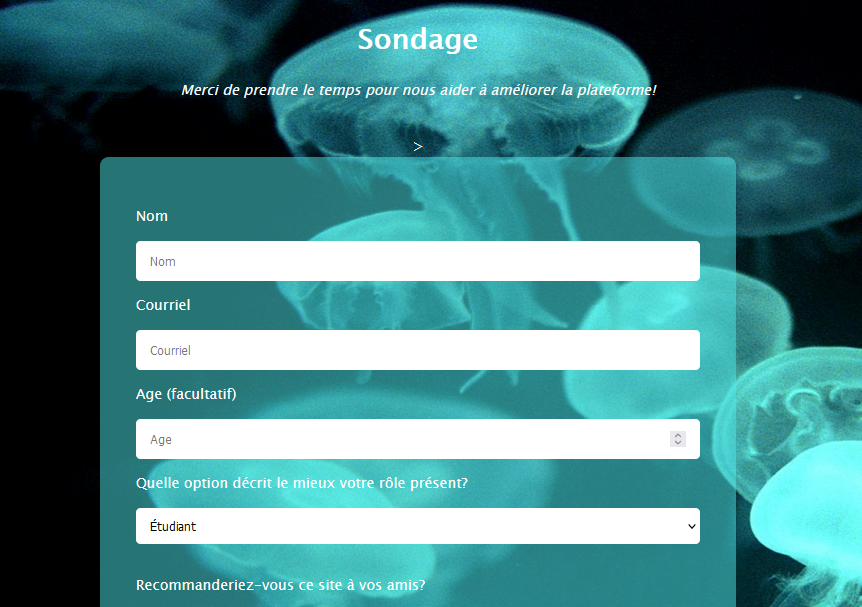 Sondage
Merci de prendre le temps pour nous aider à améliorer la plateforme!
>
Nom
Nom
Courriel
Courriel
Age (facultatif)
Age
Quelle option décrit le mieux votre rôle présent?
Étudiant
Recommanderiez-vous ce site à vos amis?